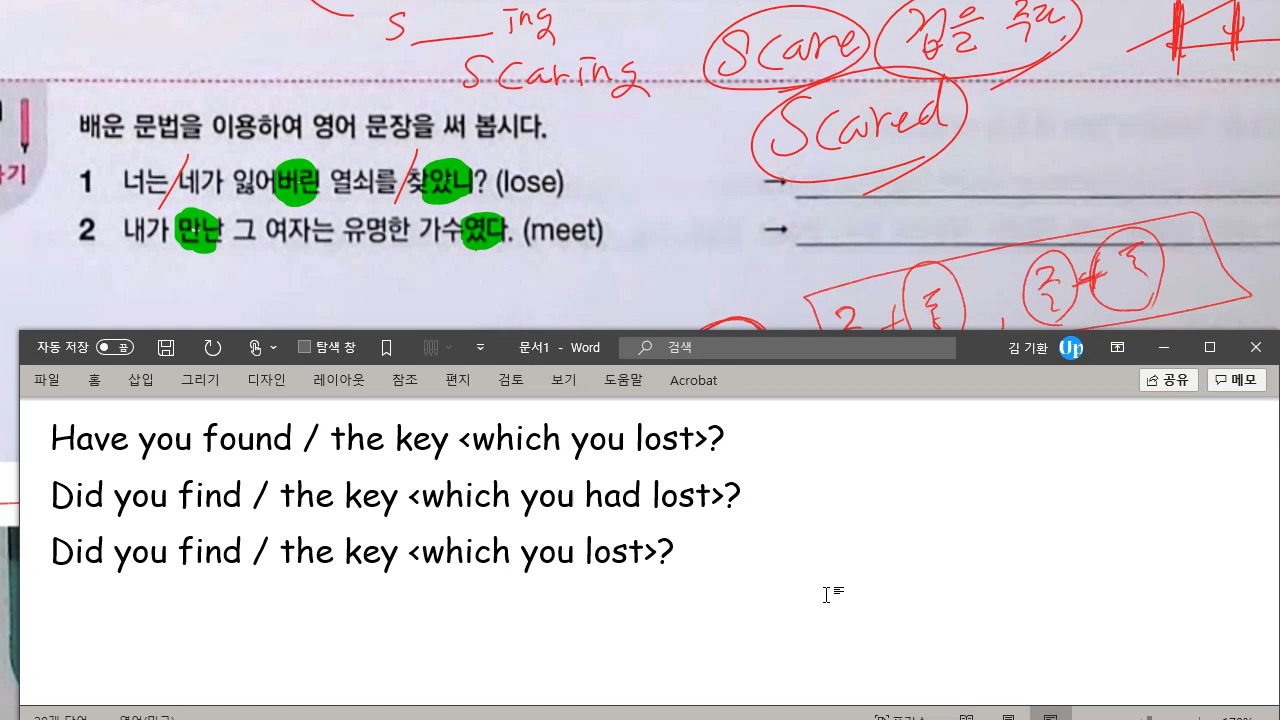 s ing
scaring
scare 겁을 주다
scared
배운 문법을 이용하여 영어 문장을 써 봅시다.
1 너는 / 네가 잃어버린 열쇠를 / 찾았니? (lose) →
2 내가 만난 그 여자는 유명한 가수였다. (meet) →
자동 저장 끔 탐색 창 문서1 - Word 검색 김 기환 Up
파일 홈 삽입 그리기 디자인 레이아웃 참조 편지 검토 보기 도움말 Acrobat 공유 메모
Have you found / the key <which you lost>?
Did you find / the key <which you had lost>?
Did you find / the key <which you lost>?